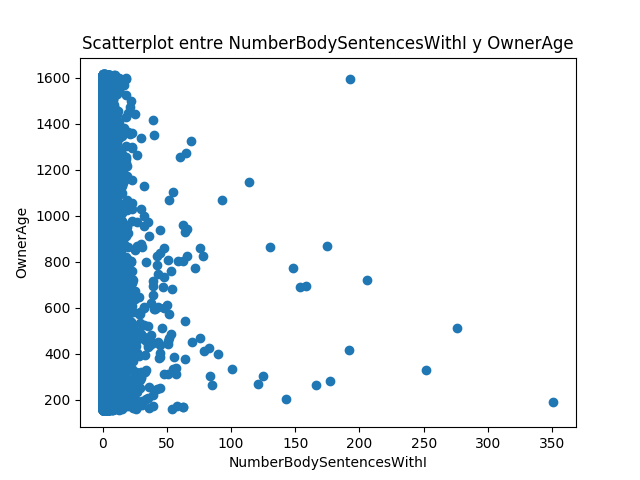 Scatterplot entre NumberBodySentencesWithI y OwnerAge
1600
1400
1200
1000
800
600
400
200
OwnerAge
0 50 100 150 200 250 300 350
NumberBodySentencesWithI